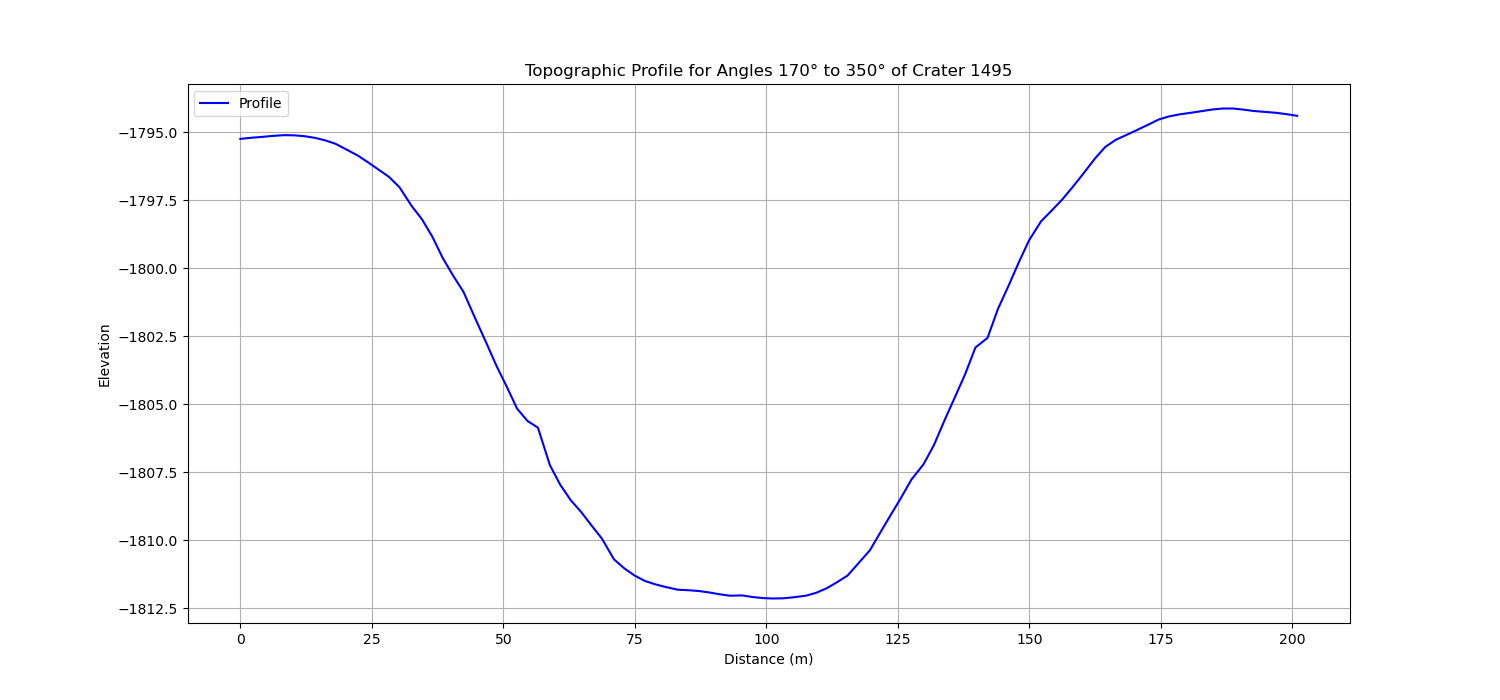 Topographic Profile for Angles 170° to 350° of Crater 1495
Profile
Elevation
−1795.0
−1797.5
−1800.0
−1802.5
−1805.0
−1807.5
−1810.0
−1812.5
0 25 50 75 100 125 150 175 200
Distance (m)